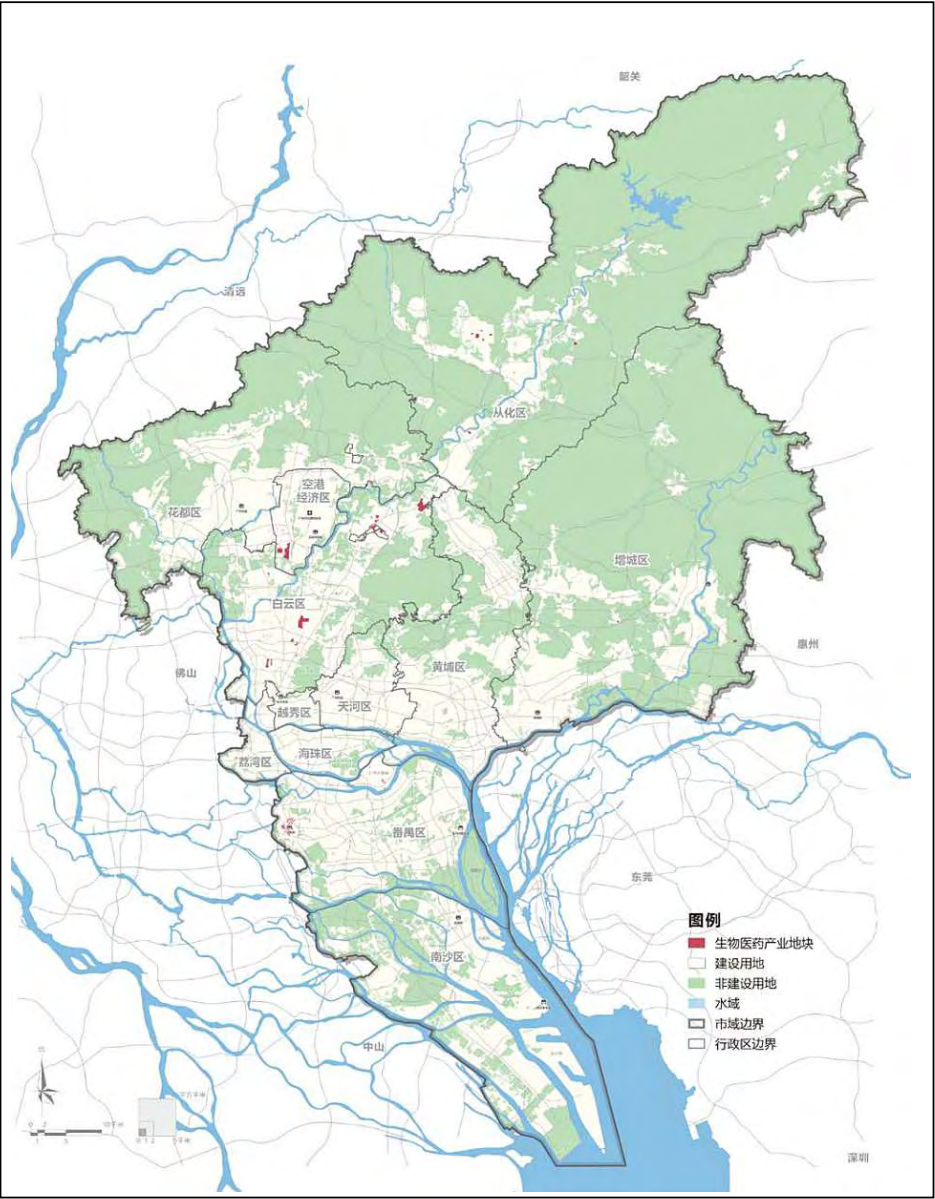 韶关
清远
从化区
空港
经济区
花都区
增城区
白云区
惠州
佛山
黄埔区
天河区
越秀区
海珠区
荔湾区
番禺区
东莞
图例
生物医药产业地块
建设用地
南沙区
非建设用地
水域
市域边界
行政区边界
中山
深圳